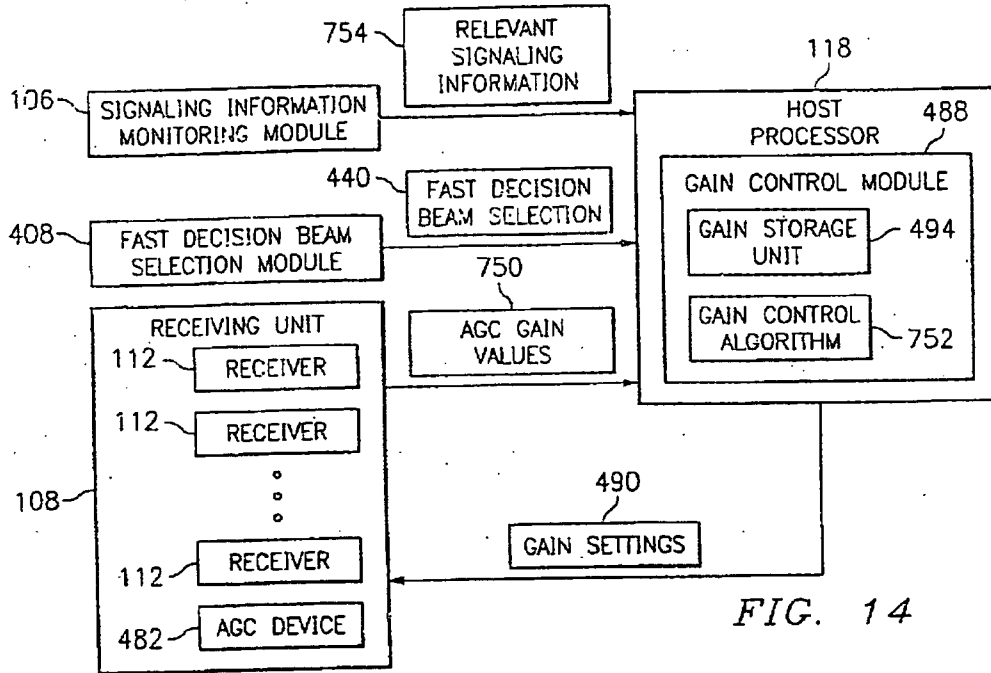 754
RELEVANT
SIGNALING
INFORMATION
118
106
SIGNALING INFORMATION
MONITORING MODULE
HOST
PROCESSOR
488
440
FAST DECISION
BEAM SELECTION
GAIN CONTROL MODULE
408
FAST DECISION BEAM
SELECTION MODULE
GAIN STORAGE
UNIT
494
750
AGC GAIN
VALUES
GAIN CONTROL
ALGORITHM
752
RECEIVING UNIT
112
RECEIVER
112
RECEIVER
108
490
GAIN SETTINGS
112
RECEIVER
482
AGC DEVICE
FIG. 14